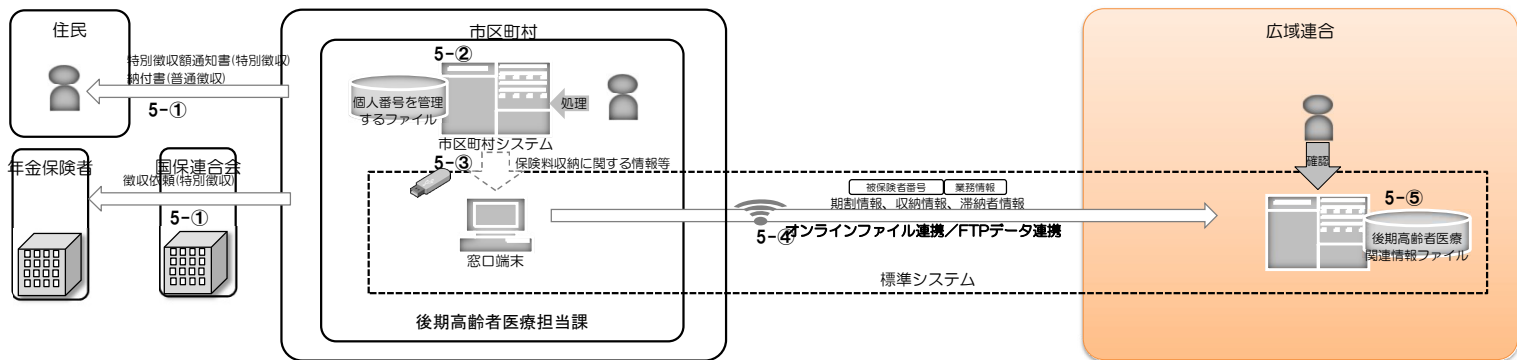 住民
特別徴収額通知書(特別徴収)
納付書(普通徴収)
5-①
年金保険者
国保連合会
徴収依頼(特別徴収)
5-①
市区町村
5-②
個人番号を管理
するファイル
処理
市区町村システム
5-③
保険料収納に関する情報等
窓口端末
後期高齢者医療担当課
被保険者番号
業務情報
期割情報、収納情報、滞納者情報
5-④
オンラインファイル連携／FTPデータ連携
標準システム
広域連合
確認
5-⑤
後期高齢者医療
関連情報ファイル